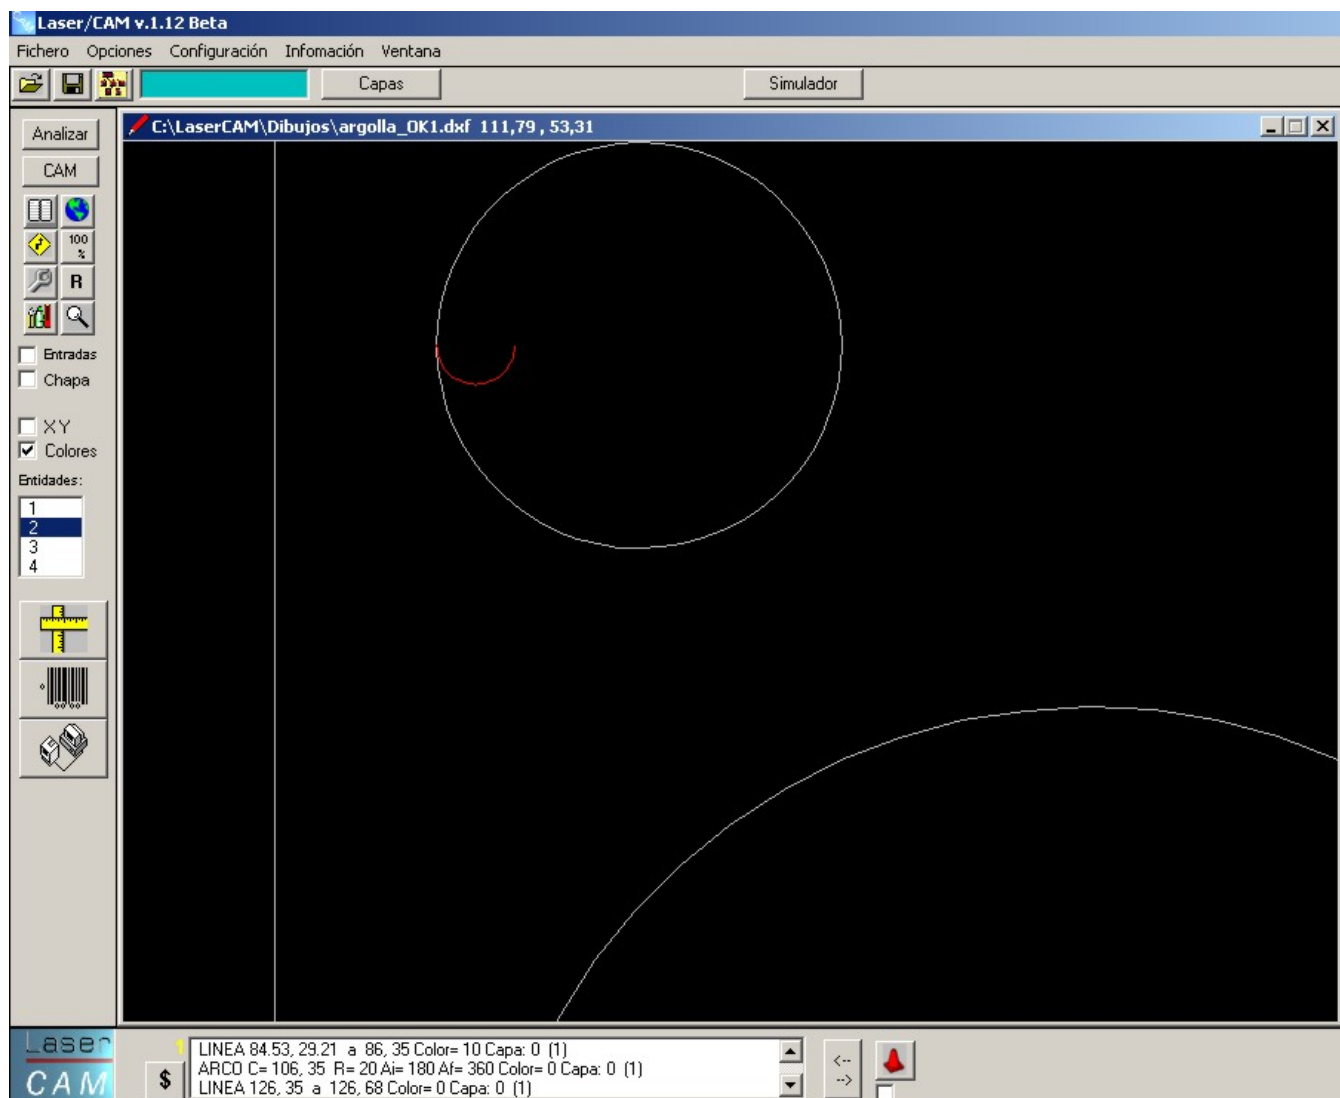 Laser/CAM v.1.12 Beta
Fichero Opciones Configuración Infomación Ventana
Capas Simulador
Analizar
C:\LaserCAM\Dibujos\argolla_OK1.dxf 111,79 , 53,31
CAM
100
%
R
Entradas
Chapa
X Y
Colores
Entidades:
1
2
3
4
Laser
CAM
1
$
LINEA 84.53, 29.21 a 86, 35 Color= 10 Capa: 0 (1)
ARCO C= 106, 35 R= 20 Ai= 180 Af= 360 Color= 0 Capa: 0 (1)
LINEA 126, 35 a 126, 68 Color= 0 Capa: 0 (1)
<--
-->